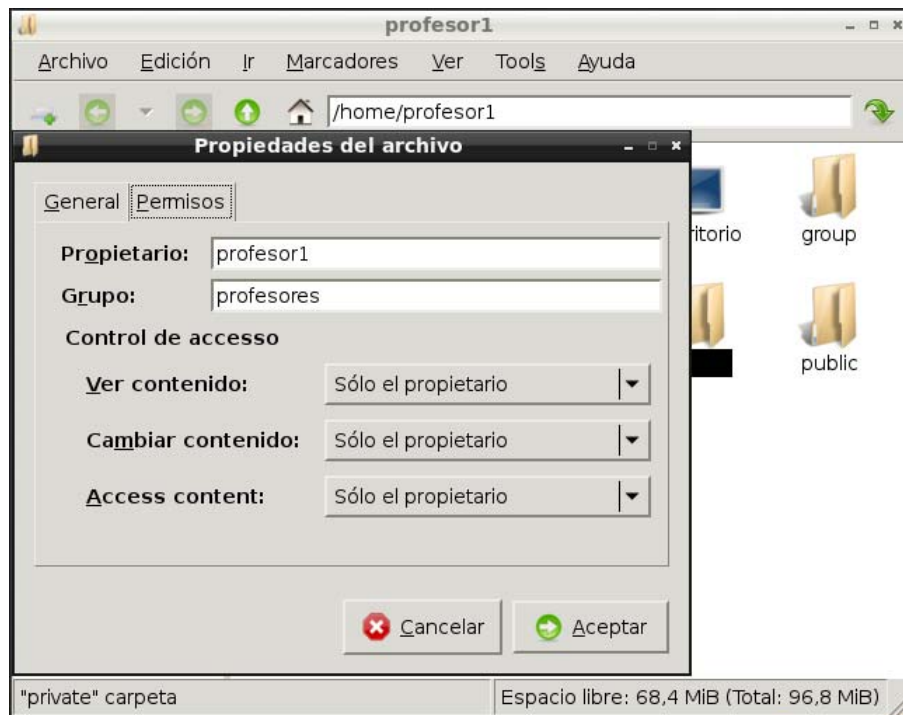 profesor1
Archivo Edición Ir Marcadores Ver Tools Ayuda
/home/profesor1
Propiedades del archivo
General Permisos
Propietario: profesor1
Grupo: profesores
Control de accesso
Ver contenido: Sólo el propietario
Cambiar contenido: Sólo el propietario
Access content: Sólo el propietario
Cancelar Aceptar
ritorio group
public
"private" carpeta Espacio libre: 68,4 MiB (Total: 96,8 MiB)